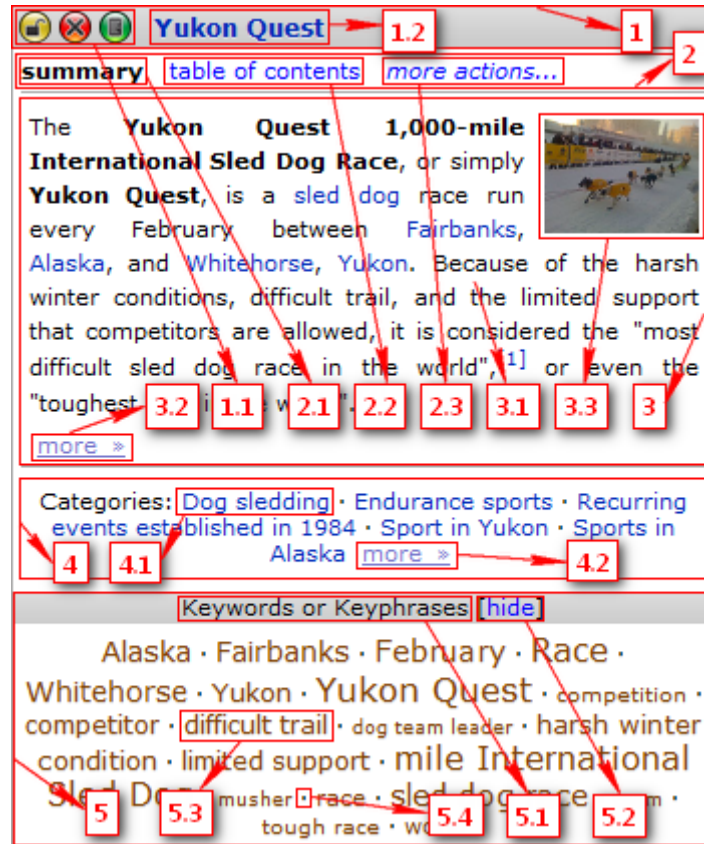 Yukon Quest 1.2 1
2
summary table of contents more actions...
The Yukon Quest 1,000-mile
International Sled Dog Race, or simply
Yukon Quest, is a sled dog race run
every February between Fairbanks,
Alaska, and Whitehorse, Yukon. Because of the harsh
winter conditions, difficult trail, and the limited support
that competitors are allowed, it is considered the "most
difficult sled dog race in the world",[1] or even the
"toughest
3.2 1.1 2.1 2.2 2.3 3.1 3.3 3
more »
Categories: Dog sledding · Endurance sports · Recurring
events established in 1984 · Sport in Yukon · Sports in
Alaska more »
4 4.1 4.2
Keywords or Keyphrases [hide]
Alaska · Fairbanks · February · Race ·
Whitehorse · Yukon · Yukon Quest · competition ·
competitor · difficult trail · dog team leader · harsh winter
condition · limited support · mile International
Sled Dog musher · race · sled dog race ·
5 5.3 5.4 5.1 5.2
tough race ·